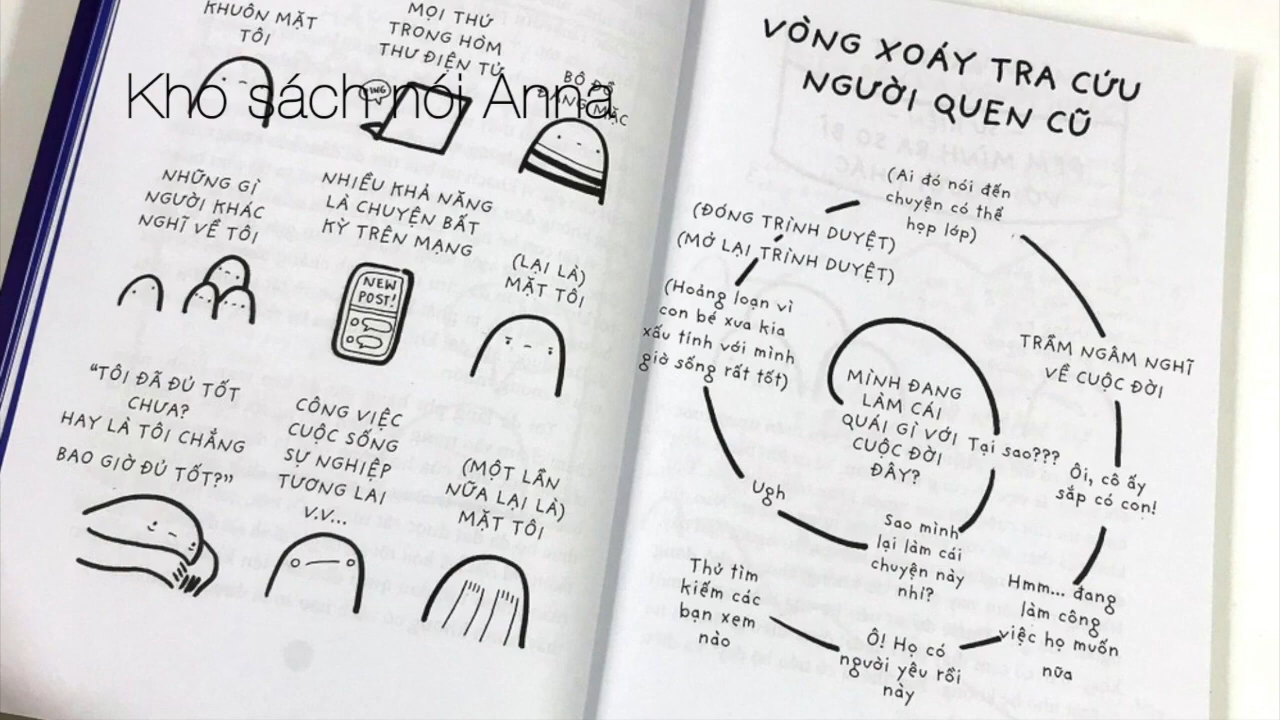 KHUÔN MẶT
TÔI
MỌI THỨ
TRONG HÒM
THƯ ĐIỆN TỬ
Kho sách nói Anna
BỘ ĐỒ
MẶC
NHỮNG GÌ
NGƯỜI KHÁC
NGHĨ VỀ TÔI
NHIỀU KHẢ NĂNG
LÀ CHUYỆN BẤT
KỲ TRÊN MẠNG
NEW
POST!
(LẠI LÀ)
MẶT TÔI
“TÔI ĐÃ ĐỦ TỐT
CHƯA?
HAY LÀ TÔI CHẲNG
BAO GIỜ ĐỦ TỐT?”
CÔNG VIỆC
CUỘC SỐNG
SỰ NGHIỆP
TƯƠNG LAI
V.V...
(MỘT LẦN
NỮA LẠI LÀ)
MẶT TÔI
VÒNG XOÁY TRA CỨU
NGƯỜI QUEN CŨ
(Ai đó nói đến
chuyện có thể
họp lớp)
TRẦM NGÂM NGHĨ
VỀ CUỘC ĐỜI
Ôi, cô ấy
sắp có con!
Hmm... đang
làm công
việc họ muốn
nữa
Ồ! Họ có
người yêu rồi
này
Thử tìm
kiếm các
bạn xem
nào
(ĐÓNG TRÌNH DUYỆT)
(MỞ LẠI TRÌNH DUYỆT)
(Hoảng loạn vì
con bé xưa kia
xấu tính với mình
giờ sống rất tốt)
Ugh
Sao mình
lại làm cái
chuyện này
nhỉ?
Tại sao???
MÌNH ĐANG
LÀM CÁI
QUÁI GÌ VỚI
CUỘC ĐỜI
ĐÂY?